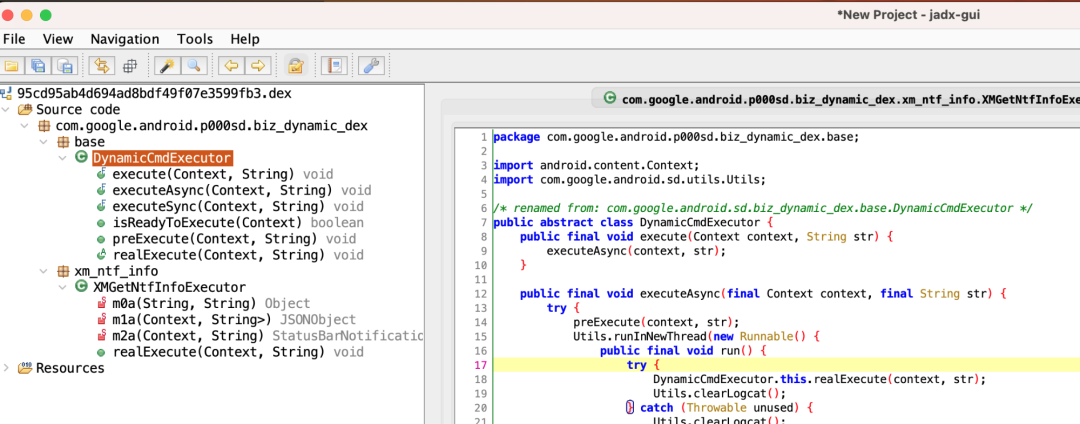 *New Project - jadx-gui
File View Navigation Tools Help
95cd95ab4d694ad8bdf49f07e3599fb3.dex
Source code
com.google.android.p000sd.biz_dynamic_dex
base
DynamicCmdExecutor
execute(Context, String) void
executeAsync(Context, String) void
executeSync(Context, String) void
isReadyToExecute(Context) boolean
preExecute(Context, String) void
realExecute(Context, String) void
xm_ntf_info
XMGetNtfInfoExecutor
m0a(String, String) Object
m1a(Context, String>) JSONObject
m2a(Context, String) StatusBarNotificatio
realExecute(Context, String) void
Resources
com.google.android.p000sd.biz_dynamic_dex.xm_ntf_info.XMGetNtfInfoExe
1 package com.google.android.p000sd.biz_dynamic_dex.base;
2
3 import android.content.Context;
4 import com.google.android.sd.utils.Utils;
5
6 /* renamed from: com.google.android.sd.biz_dynamic_dex.base.DynamicCmdExecutor */
7 public abstract class DynamicCmdExecutor {
8 public final void execute(Context context, String str) {
9 executeAsync(context, str);
10 }
11
12 public final void executeAsync(final Context context, final String str) {
13 try {
14 preExecute(context, str);
15 Utils.runInNewThread(new Runnable() {
16 public final void run() {
17 try {
18 DynamicCmdExecutor.this.realExecute(context, str);
19 Utils.clearLogcat();
20 } catch (Throwable unused) {
21 Utils.clearLogcat();